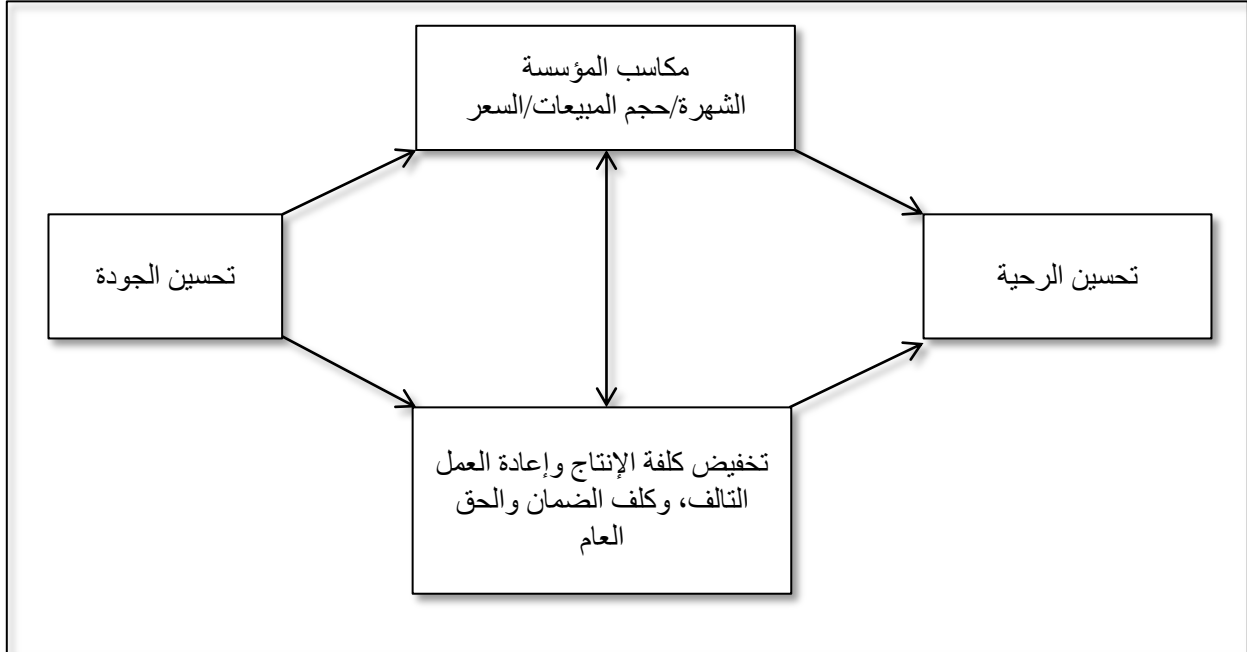 مكاسب المؤسسة
الشهرة/حجم المبيعات/السعر
تحسين الجودة
تحسين الرحية
تخفيض كلفة الإنتاج وإعادة العمل
التالف، وكلف الضمان والحق
العام